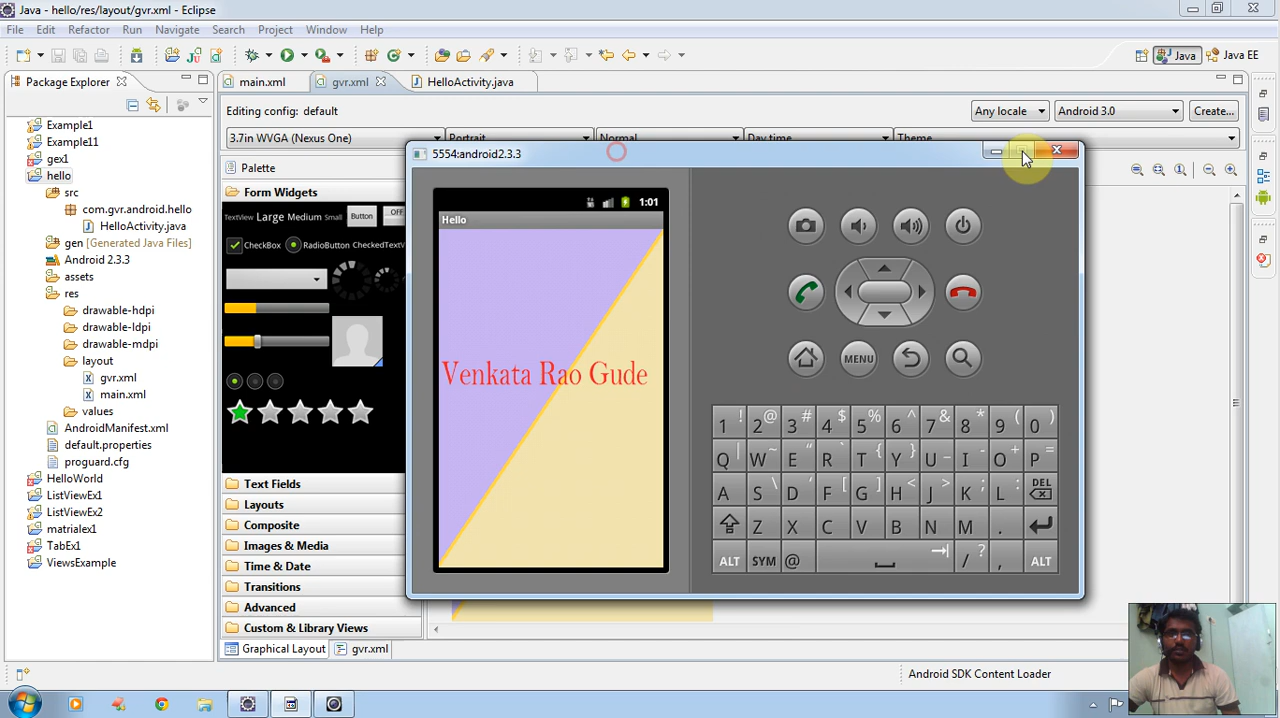 Java - hello/res/layout/gvr.xml - Eclipse
File Edit Refactor Run Navigate Search Project Window Help
Java Java EE
Package Explorer
main.xml gvr.xml HelloActivity.java
Editing config: default Any locale Android 3.0 Create...
3.7in WVGA (Nexus One) Portrait Normal Day time Theme
Example1
Example11
gex1
hello
src
com.gvr.android.hello
HelloActivity.java
gen [Generated Java Files]
Android 2.3.3
assets
res
drawable-hdpi
drawable-ldpi
drawable-mdpi
layout
gvr.xml
main.xml
values
AndroidManifest.xml
default.properties
proguard.cfg
HelloWorld
ListViewEx1
ListViewEx2
matrialex1
TabEx1
ViewsExample
Palette
Form Widgets
TextView Large Medium Small Button OFF
CheckBox RadioButton CheckedTextV
Text Fields
Layouts
Composite
Images & Media
Time & Date
Transitions
Advanced
Custom & Library Views
Graphical Layout gvr.xml
5554:android2.3.3
1:01
Hello
Venkata Rao Gude
MENU
1 ! 2 @ 3 # 4 $ 5 % 6 ^ 7 & 8 * 9 ( 0 )
Q W ~ E “ R ` T { Y } U - I - O + P =
A S \ D ' F [ G ] H < J > K ; L : DEL
Z X C V B N M .
ALT SYM @ / ? , ALT
Android SDK Content Loader